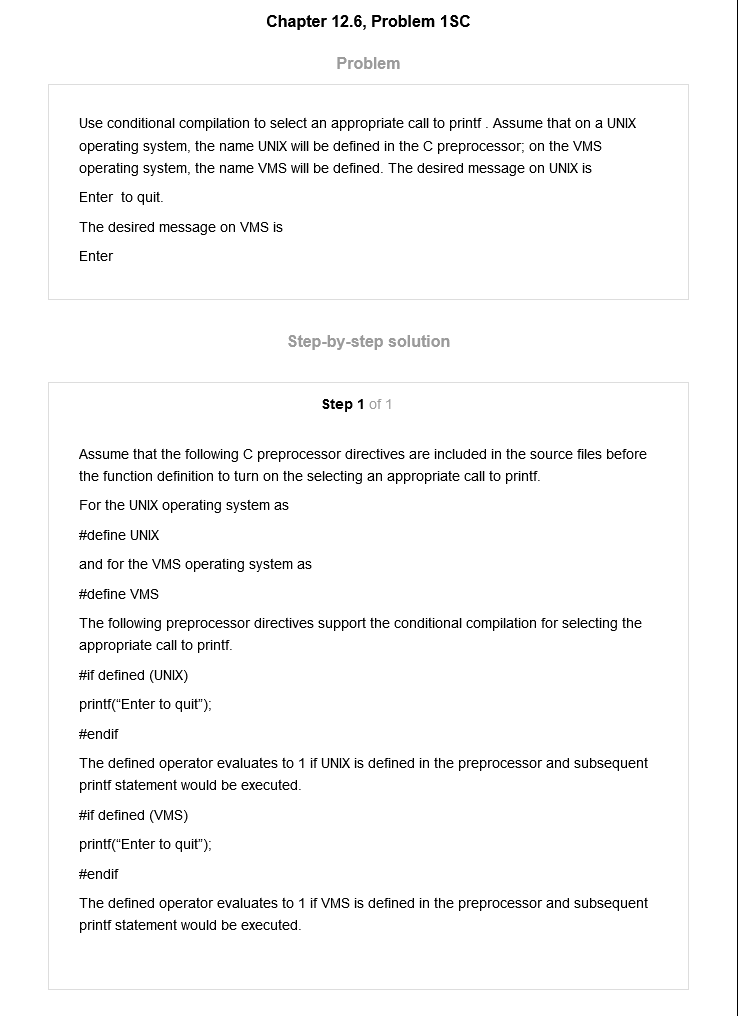 Chapter 12.6, Problem 1SC
Problem
Use conditional compilation to select an appropriate call to printf . Assume that on a UNIX
operating system, the name UNIX will be defined in the C preprocessor; on the VMS
operating system, the name VMS will be defined. The desired message on UNIX is
Enter  to quit.
The desired message on VMS is
Enter
Step-by-step solution
Step 1 of 1
Assume that the following C preprocessor directives are included in the source files before
the function definition to turn on the selecting an appropriate call to printf.
For the UNIX operating system as
#define UNIX
and for the VMS operating system as
#define VMS
The following preprocessor directives support the conditional compilation for selecting the
appropriate call to printf.
#if defined (UNIX)
printf(“Enter to quit”);
#endif
The defined operator evaluates to 1 if UNIX is defined in the preprocessor and subsequent
printf statement would be executed.
#if defined (VMS)
printf(“Enter to quit”);
#endif
The defined operator evaluates to 1 if VMS is defined in the preprocessor and subsequent
printf statement would be executed.